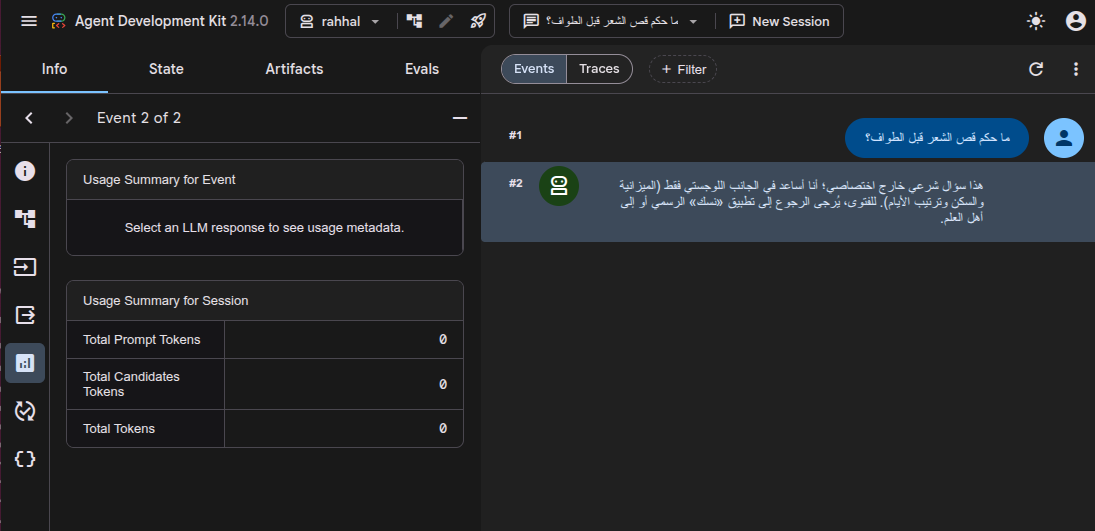 Agent Development Kit 2.14.0
rahhal
ما حكم قص الشعر قبل الطواف؟
New Session
Info
State
Artifacts
Evals
Events
Traces
+ Filter
Event 2 of 2
Usage Summary for Event
Select an LLM response to see usage metadata.
Usage Summary for Session
Total Prompt Tokens 0
Total Candidates
Tokens 0
Total Tokens 0
#1
ما حكم قص الشعر قبل الطواف؟
#2
هذا سؤال شرعي خارج اختصاصي؛ أنا أساعد في الجانب اللوجستي فقط (الميزانية
والسكن وترتيب الأيام). للفتوى، يُرجى الرجوع إلى تطبيق «نسك» الرسمي أو إلى
أهل العلم.